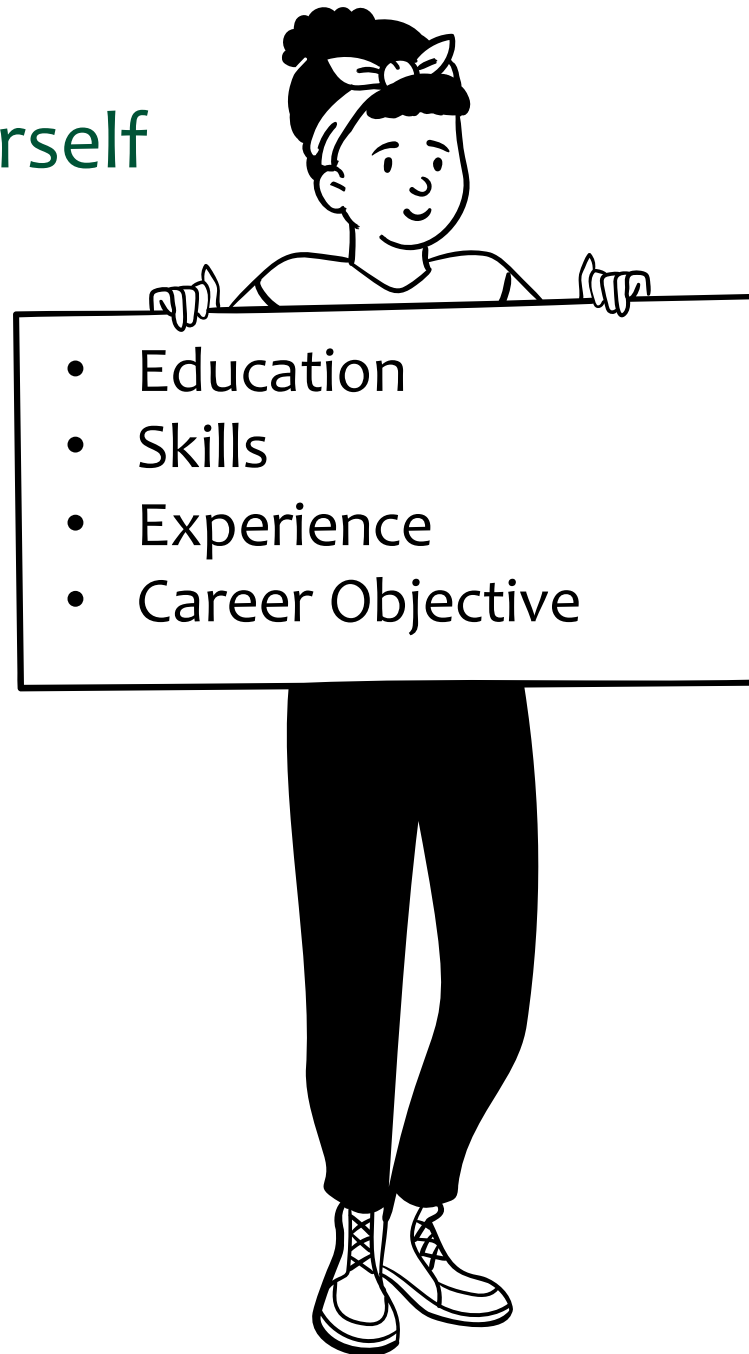 rself
• Education
• Skills
• Experience
• Career Objective